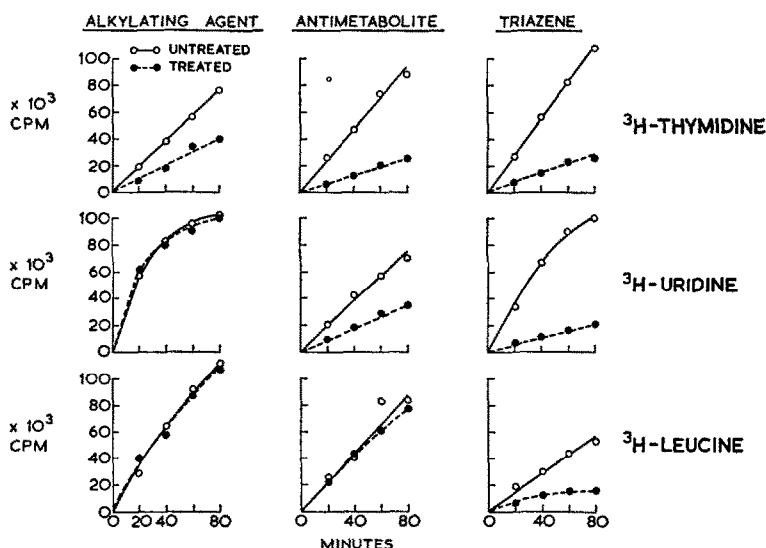 ALKYLATING AGENT ANTIMETABOLITE TRIAZENE
UNTREATED
TREATED
100
80
60
40
20
0
x 10³
CPM
³H-THYMIDINE
100
80
60
40
20
0
x 10³
CPM
³H-URIDINE
100
80
60
40
20
0
x 10³
CPM
³H-LEUCINE
0 20 40 80 0 40 80 0 40 80
MINUTES